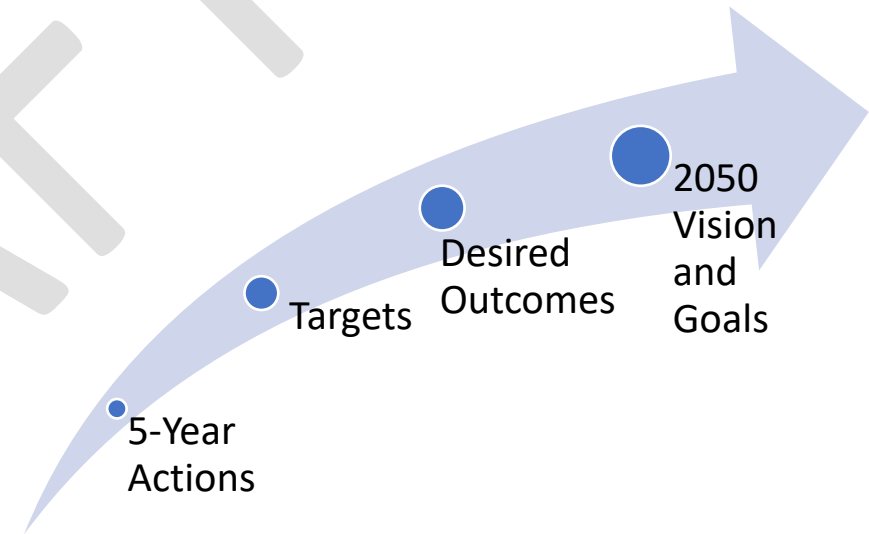 5-Year
Actions
Targets
Desired
Outcomes
2050
Vision
and
Goals